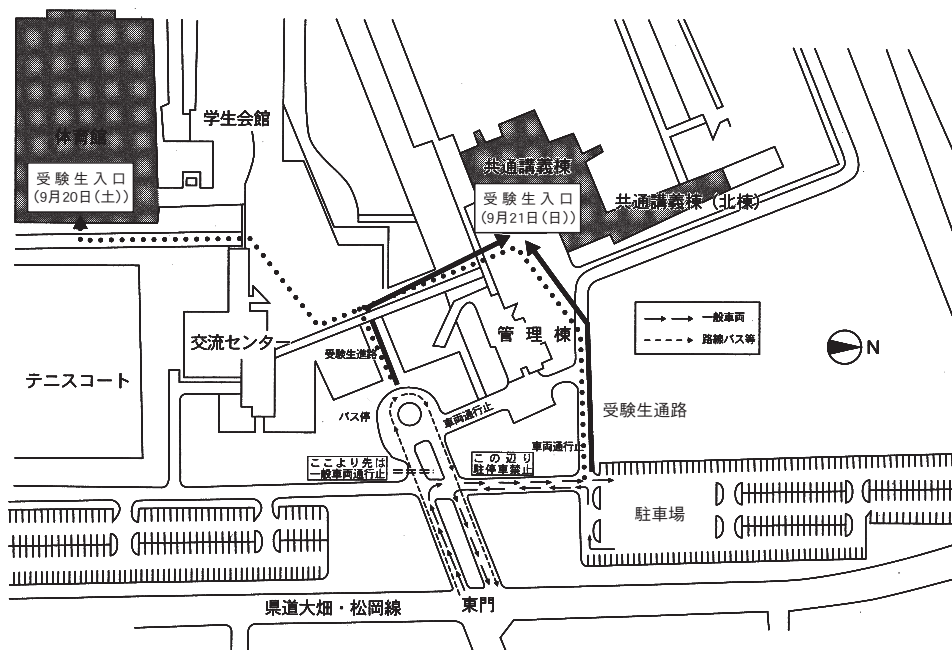 学生会館
体育館
受験生入口
(9月20日(土))
共通講義棟
受験生入口
(9月21日(日))
共通講義棟（北棟）
一般車両
路線バス等
N
管理棟
交流センター
受験生進路
テニスコート
バス停
車両通行止
受験生通路
車両通行止
ここより先は
一般車両通行止
この辺り
駐停車禁止
駐車場
県道大畑・松岡線
東門